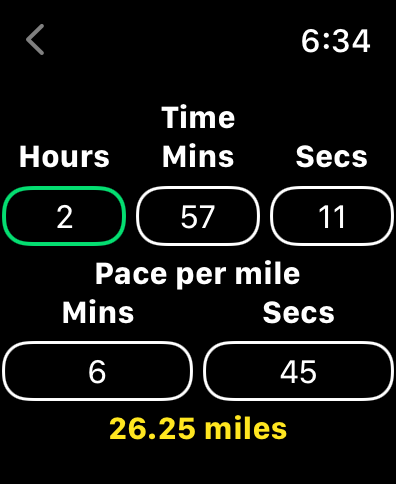 6:34
Time
Hours Mins Secs
2 57 11
Pace per mile
Mins Secs
6 45
26.25 miles